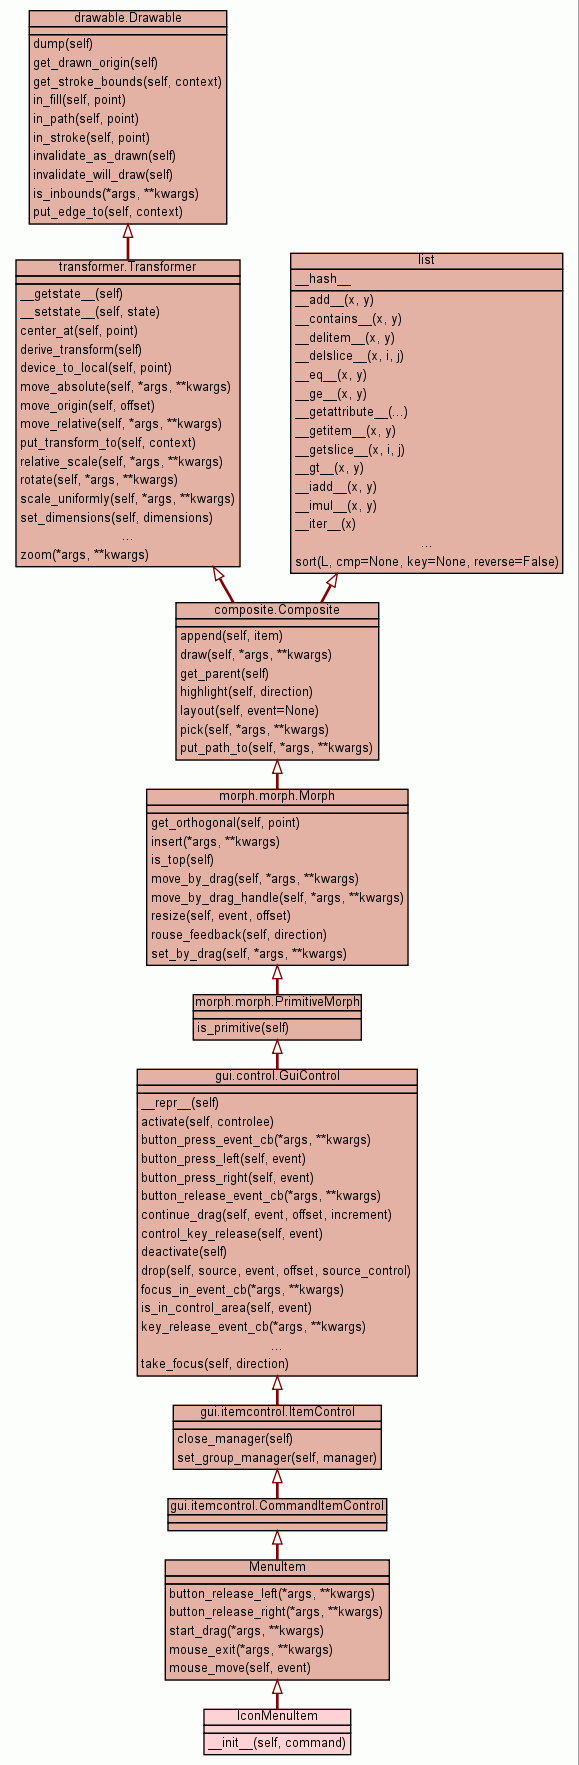 drawable.Drawable
dump(self)
get_drawn_origin(self)
get_stroke_bounds(self, context)
in_fill(self, point)
in_path(self, point)
in_stroke(self, point)
invalidate_as_drawn(self)
invalidate_will_draw(self)
is_inbounds(*args, **kwargs)
put_edge_to(self, context)
transformer.Transformer
__getstate__(self)
__setstate__(self, state)
center_at(self, point)
derive_transform(self)
device_to_local(self, point)
move_absolute(self, *args, **kwargs)
move_origin(self, offset)
move_relative(self, *args, **kwargs)
put_transform_to(self, context)
relative_scale(self, *args, **kwargs)
rotate(self, *args, **kwargs)
scale_uniformly(self, *args, **kwargs)
set_dimensions(self, dimensions)
...
zoom(*args, **kwargs)
list
__hash__
__add__(x, y)
__contains__(x, y)
__delitem__(x, y)
__delslice__(x, i, j)
__eq__(x, y)
__ge__(x, y)
__getattribute__(...)
__getitem__(x, y)
__getslice__(x, i, j)
__gt__(x, y)
__iadd__(x, y)
__imul__(x, y)
__iter__(x)
...
sort(L, cmp=None, key=None, reverse=False)
composite.Composite
append(self, item)
draw(self, *args, **kwargs)
get_parent(self)
highlight(self, direction)
layout(self, event=None)
pick(self, *args, **kwargs)
put_path_to(self, *args, **kwargs)
morph.morph.Morph
get_orthogonal(self, point)
insert(*args, **kwargs)
is_top(self)
move_by_drag(self, *args, **kwargs)
move_by_drag_handle(self, *args, **kwargs)
resize(self, event, offset)
rouse_feedback(self, direction)
set_by_drag(self, *args, **kwargs)
morph.morph.PrimitiveMorph
is_primitive(self)
gui.control.GuiControl
__repr__(self)
activate(self, controlee)
button_press_event_cb(*args, **kwargs)
button_press_left(self, event)
button_press_right(self, event)
button_release_event_cb(*args, **kwargs)
continue_drag(self, event, offset, increment)
control_key_release(self, event)
deactivate(self)
drop(self, source, event, offset, source_control)
focus_in_event_cb(*args, **kwargs)
is_in_control_area(self, event)
key_release_event_cb(*args, **kwargs)
...
take_focus(self, direction)
gui.itemcontrol.ItemControl
close_manager(self)
set_group_manager(self, manager)
gui.itemcontrol.CommandItemControl
MenuItem
button_release_left(*args, **kwargs)
button_release_right(*args, **kwargs)
start_drag(*args, **kwargs)
mouse_exit(*args, **kwargs)
mouse_move(self, event)
IconMenuItem
__init__(self, command)